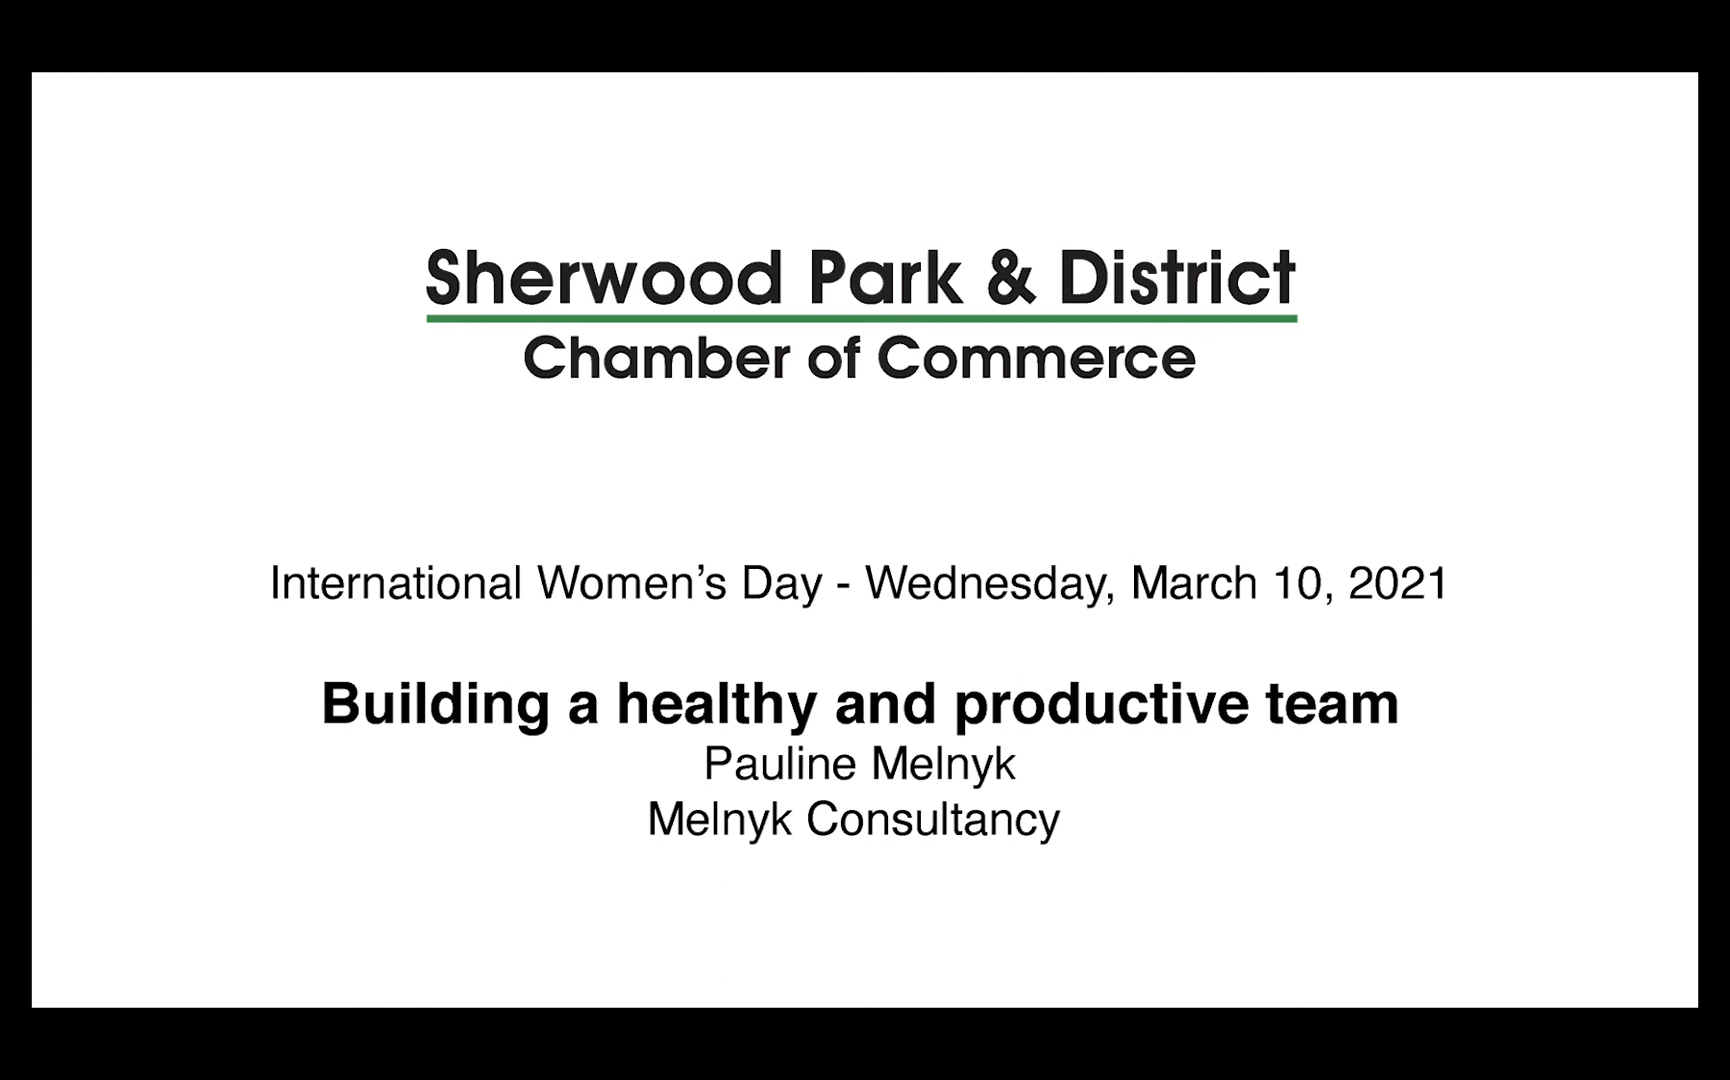 Sherwood Park & District
Chamber of Commerce
International Women’s Day - Wednesday, March 10, 2021
Building a healthy and productive team
Pauline Melnyk
Melnyk Consultancy